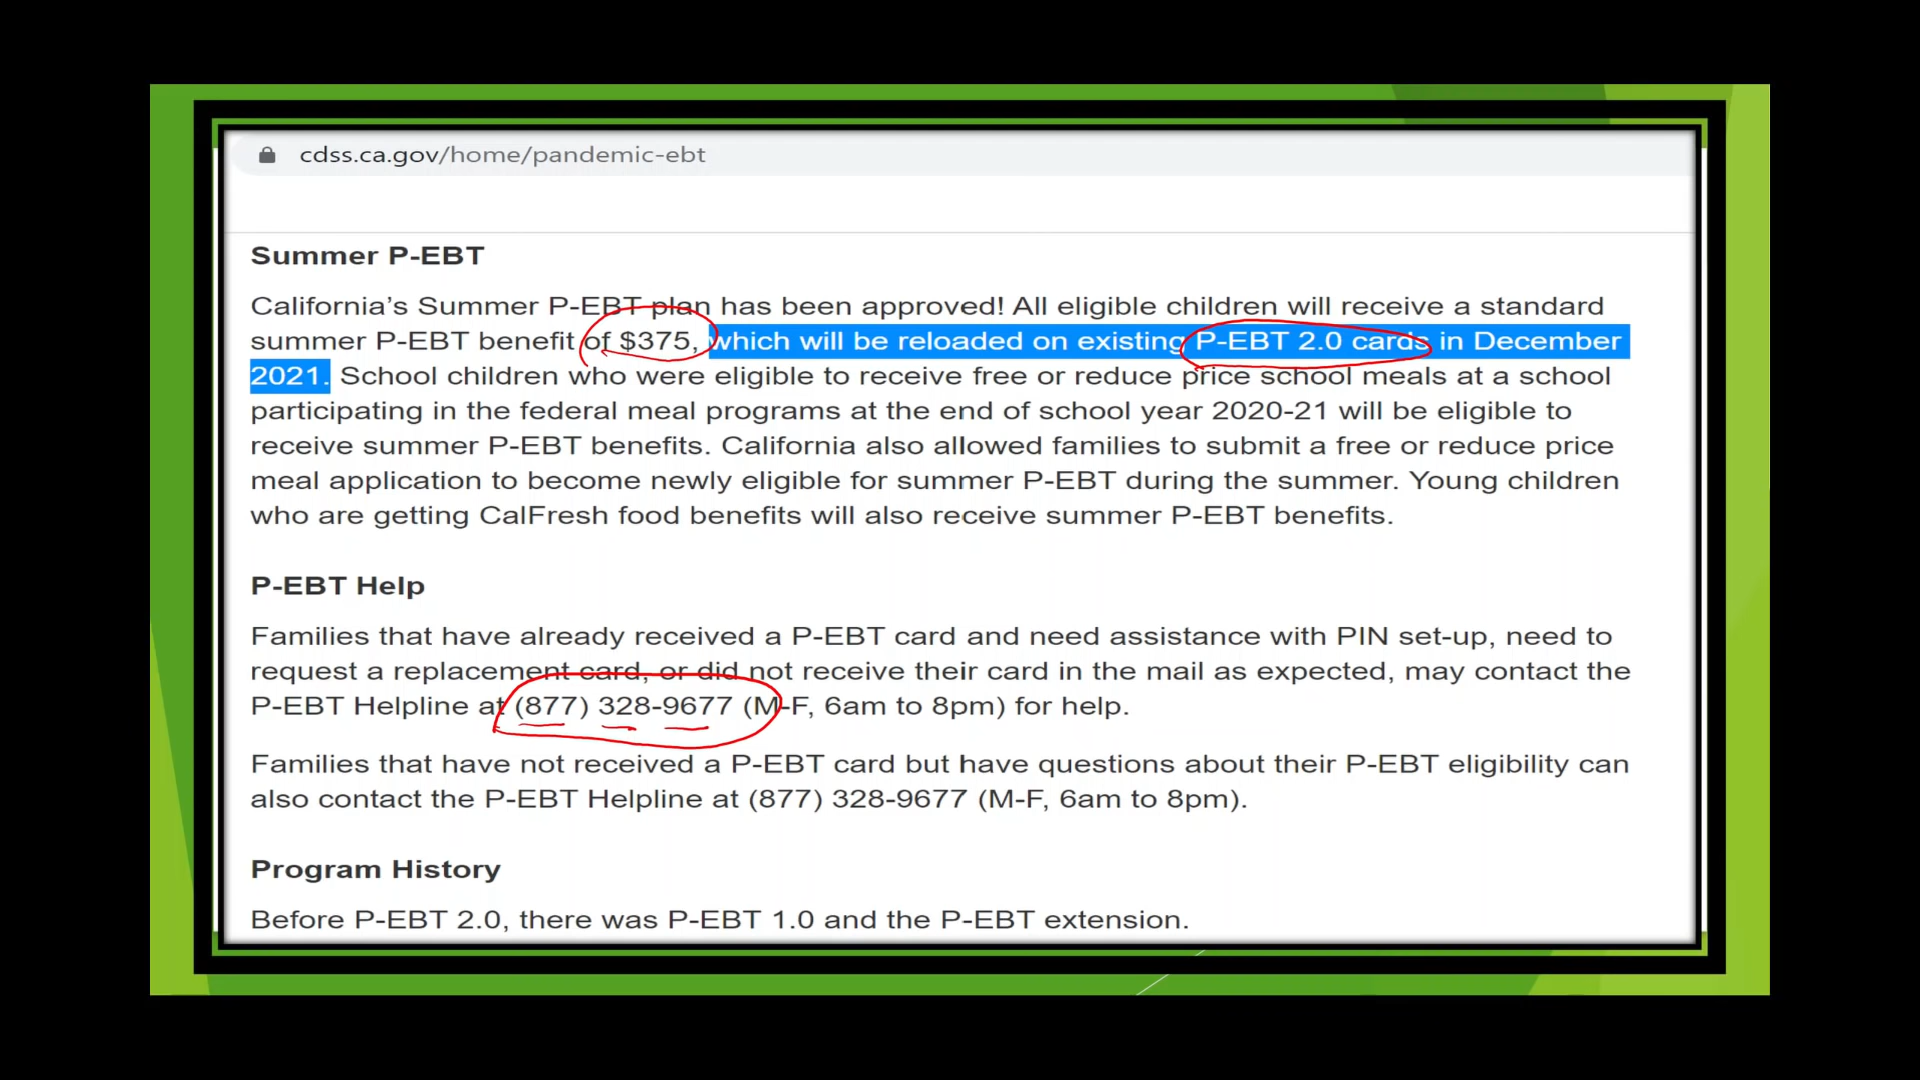 cdss.ca.gov/home/pandemic-ebt
Summer P-EBT
California’s Summer P-EBT plan has been approved! All eligible children will receive a standard
summer P-EBT benefit of $375, which will be reloaded on existing P-EBT 2.0 cards in December
2021. School children who were eligible to receive free or reduce price school meals at a school
participating in the federal meal programs at the end of school year 2020-21 will be eligible to
receive summer P-EBT benefits. California also allowed families to submit a free or reduce price
meal application to become newly eligible for summer P-EBT during the summer. Young children
who are getting CalFresh food benefits will also receive summer P-EBT benefits.
P-EBT Help
Families that have already received a P-EBT card and need assistance with PIN set-up, need to
request a replacement card, or did not receive their card in the mail as expected, may contact the
P-EBT Helpline at (877) 328-9677 (M-F, 6am to 8pm) for help.
Families that have not received a P-EBT card but have questions about their P-EBT eligibility can
also contact the P-EBT Helpline at (877) 328-9677 (M-F, 6am to 8pm).
Program History
Before P-EBT 2.0, there was P-EBT 1.0 and the P-EBT extension.